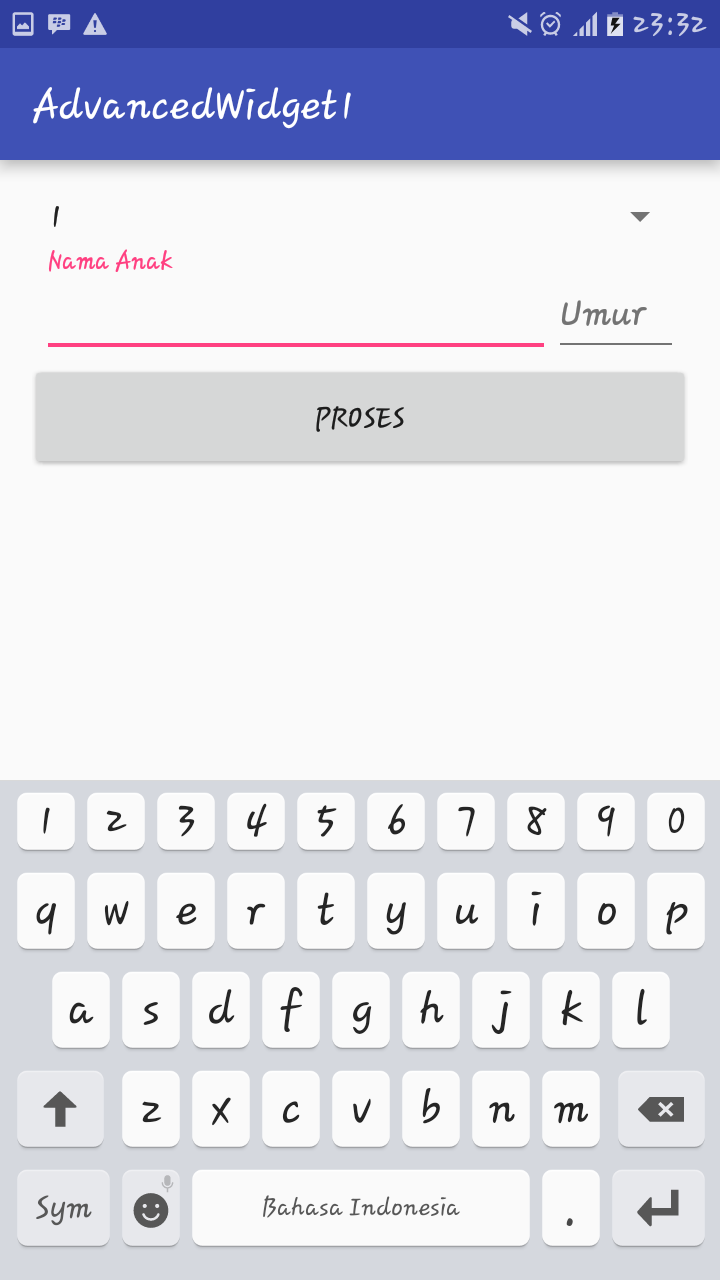 23:32
AdvancedWidget1
1
Nama Anak
Umur
PROSES
1 2 3 4 5 6 7 8 9 0
q w e r t y u i o p
a s d f g h j k l
z x c v b n m
Sym Bahasa Indonesia .